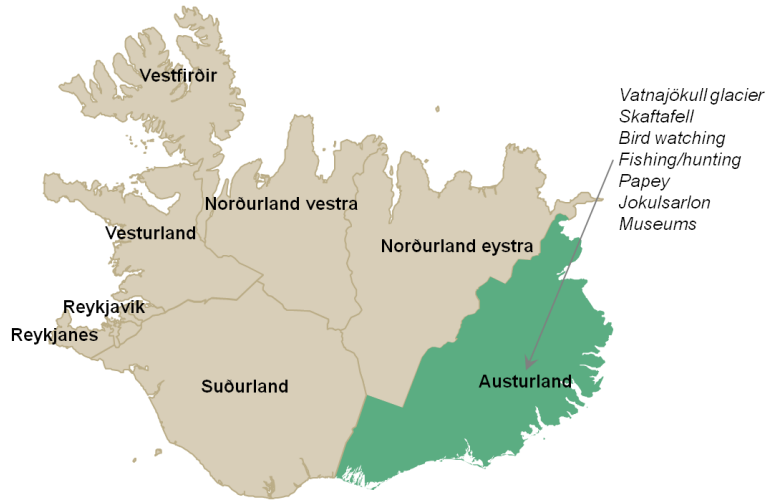 Vestfirðir
Vatnajökull glacier
Skaftafell
Bird watching
Fishing/hunting
Papey
Jokulsarlon
Museums
Norðurland vestra
Vesturland
Norðurland eystra
Reykjavik
Reykjanes
Suðurland
Austurland